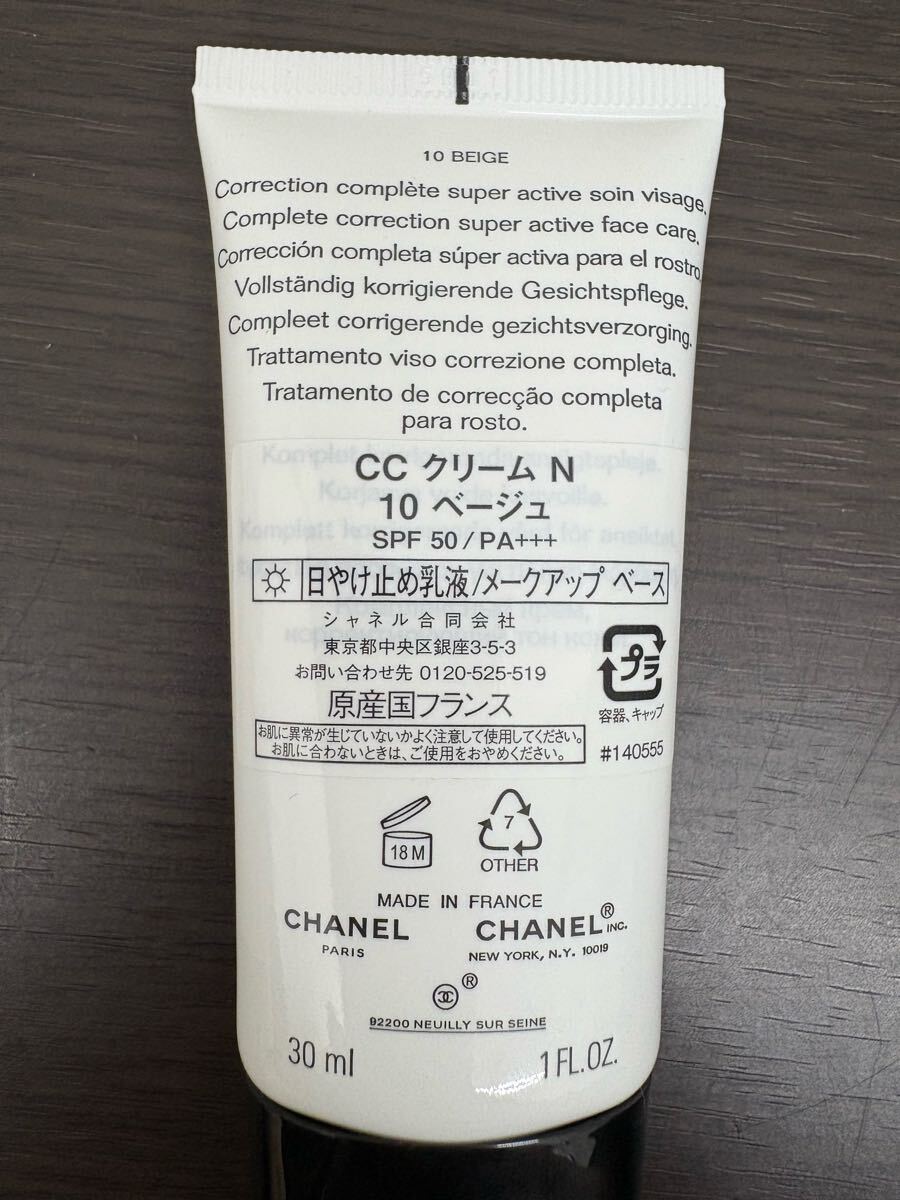 10 BEIGE
Correction complète super active soin visage.
Complete correction super active face care.
Corrección completa súper activa para el rostro
Vollständig korrigierende Gesichtspflege.
Compleet corrigerende gezichtsverzorging.
Trattamento viso correzione completa.
Tratamento de correcção completa
para rosto.
CC クリーム N
10 ベージュ
SPF 50/PA+++
日やけ止め乳液/メークアップ ベース
シャネル合同会社
東京都中央区銀座3-5-3
お問い合わせ先 0120-525-519
原産国フランス
お肌に異常が生じていないかよく注意して使用してください。
お肌に合わないときは、ご使用をおやめください。
プラ
容器、キャップ
#140555
18 M
7
OTHER
MADE IN FRANCE
CHANEL
PARIS
CHANEL® INC.
NEW YORK, N.Y. 10019
®
92200 NEUILLY SUR SEINE
30 ml
1 FL.OZ.